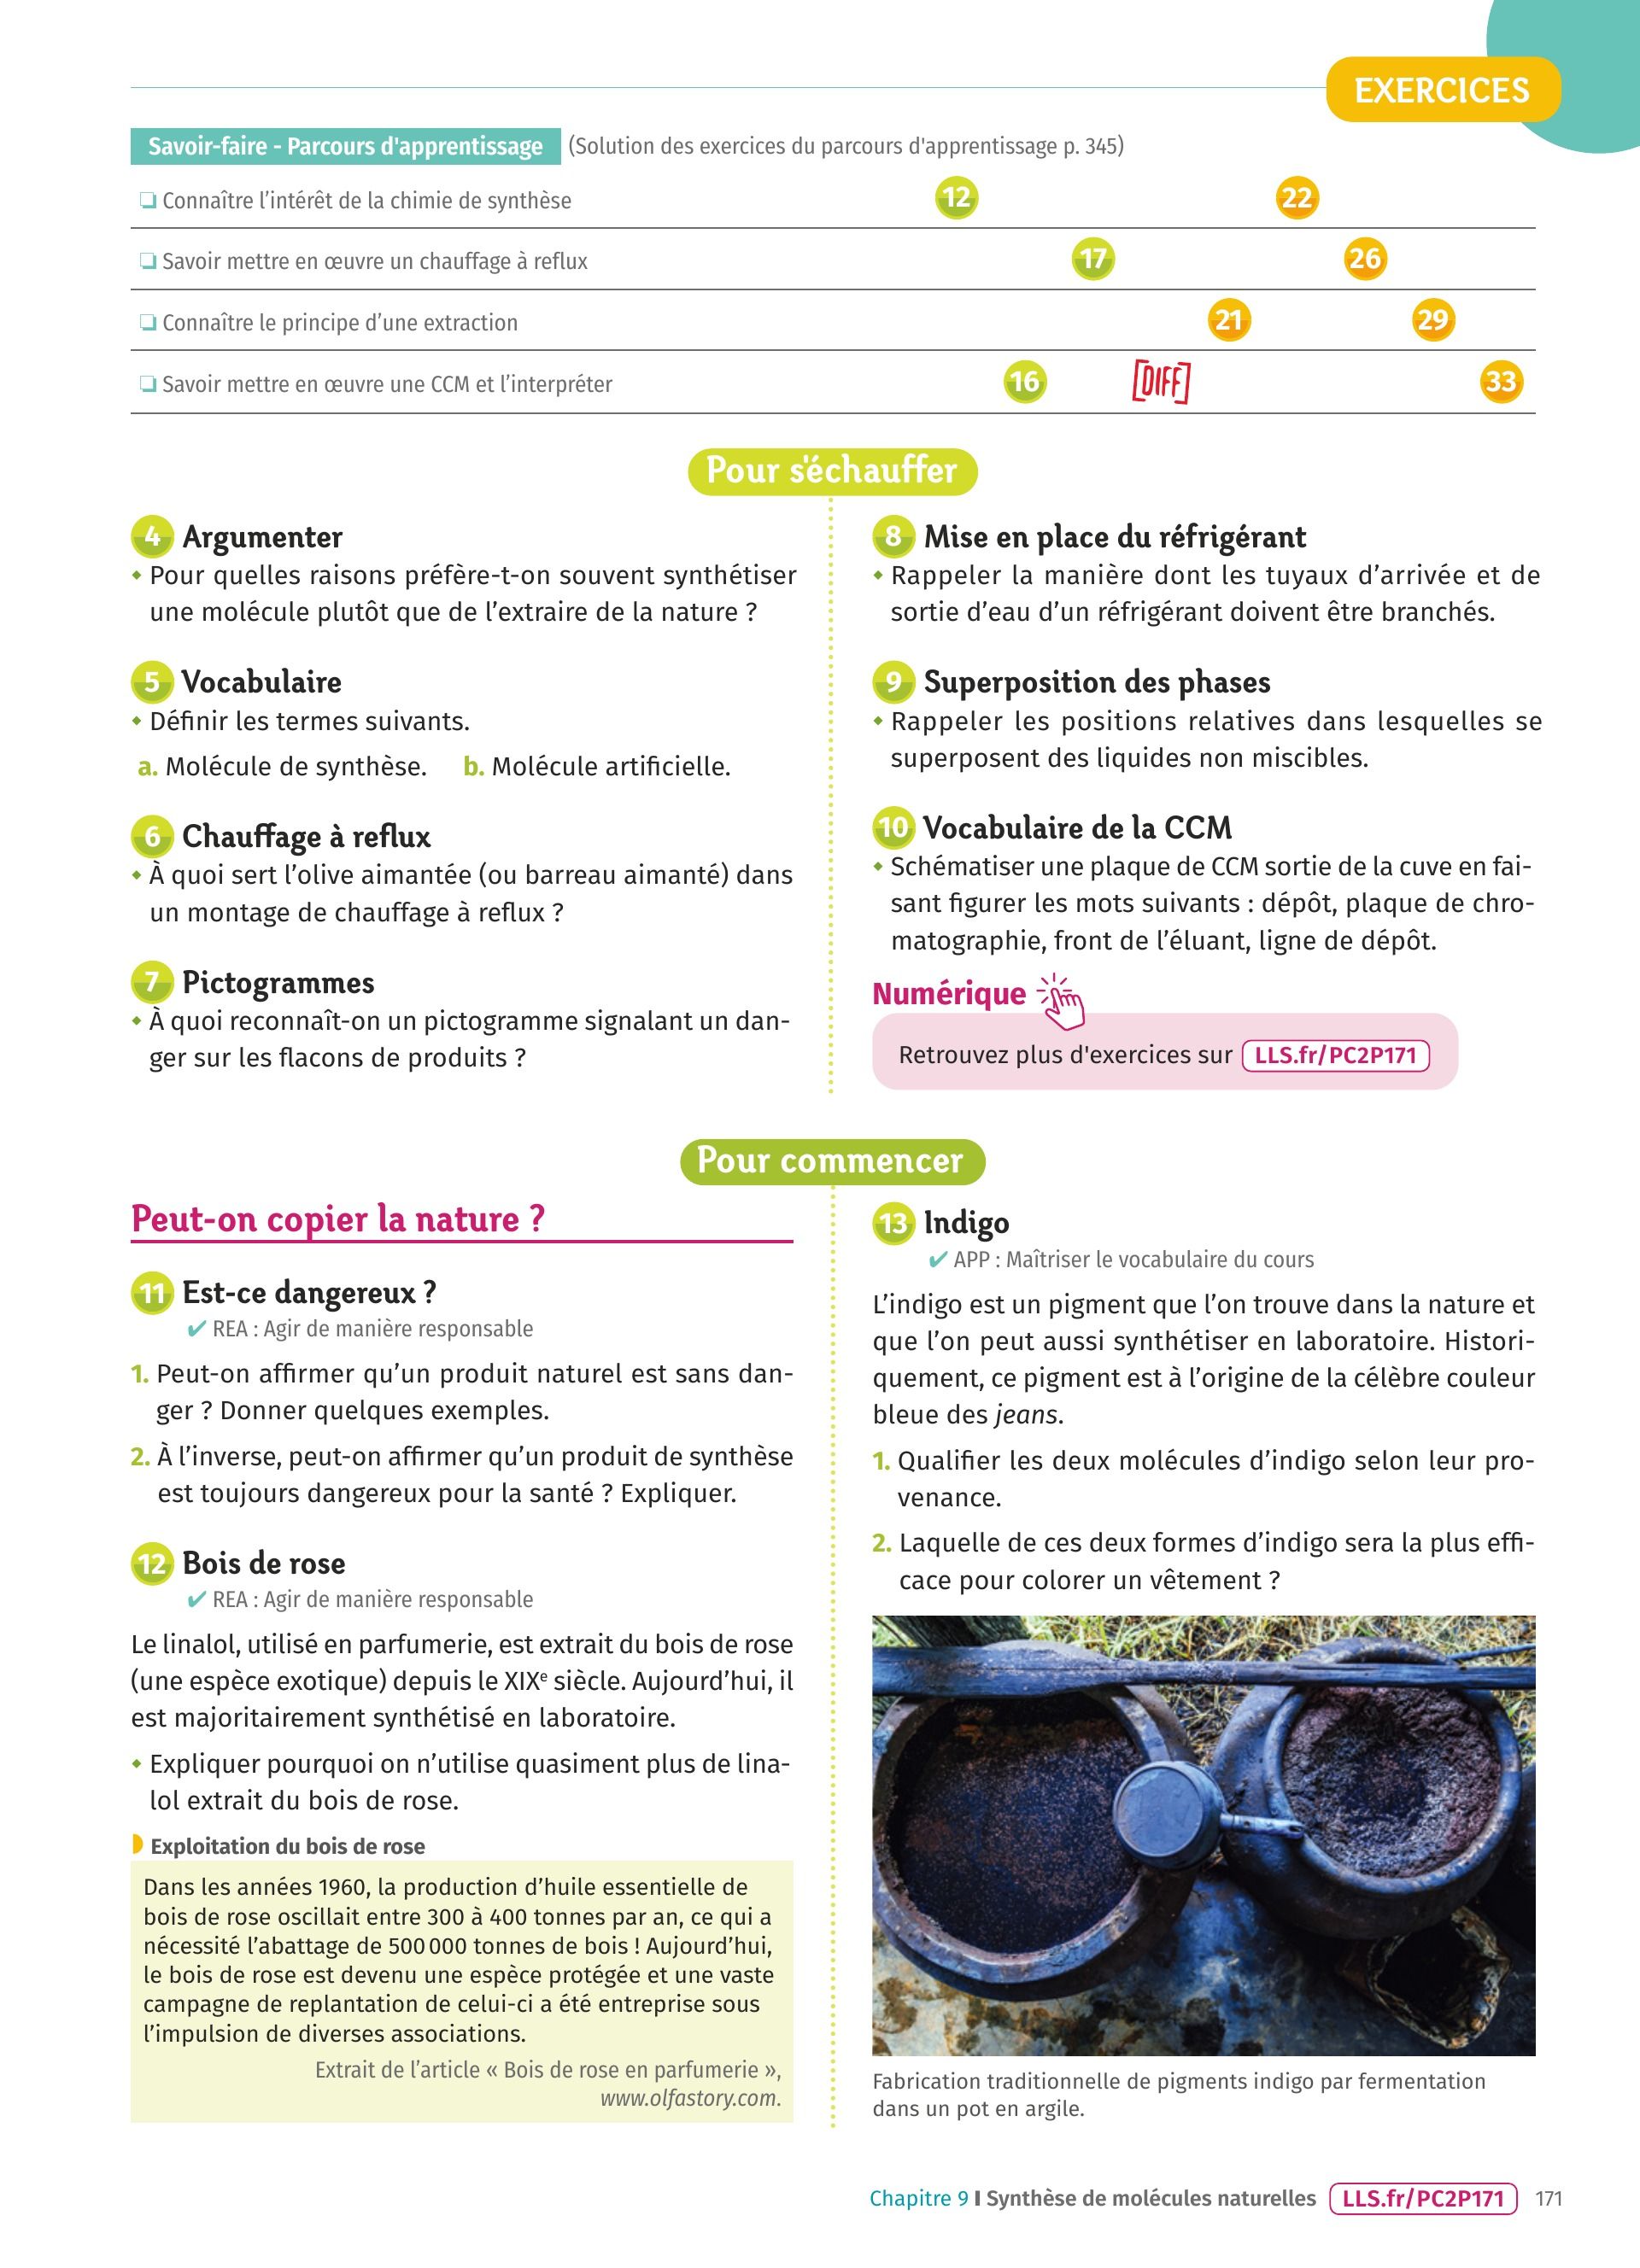 EXERCICES
Savoir-faire - Parcours d'apprentissage (Solution des exercices du parcours d'apprentissage p. 345)
❏ Connaître l’intérêt de la chimie de synthèse 12 22
❏ Savoir mettre en œuvre un chauffage à reflux 17 26
❏ Connaître le principe d’une extraction 21 29
❏ Savoir mettre en œuvre une CCM et l’interpréter 16 [DIFF] 33
Pour s'échauffer
4 Argumenter
• Pour quelles raisons préfère-t-on souvent synthétiser
une molécule plutôt que de l’extraire de la nature ?
5 Vocabulaire
• Définir les termes suivants.
a. Molécule de synthèse. b. Molécule artificielle.
6 Chauffage à reflux
• À quoi sert l’olive aimantée (ou barreau aimanté) dans
un montage de chauffage à reflux ?
7 Pictogrammes
• À quoi reconnaît-on un pictogramme signalant un dan-
ger sur les flacons de produits ?
8 Mise en place du réfrigérant
• Rappeler la manière dont les tuyaux d’arrivée et de
sortie d’eau d’un réfrigérant doivent être branchés.
9 Superposition des phases
• Rappeler les positions relatives dans lesquelles se
superposent des liquides non miscibles.
10 Vocabulaire de la CCM
• Schématiser une plaque de CCM sortie de la cuve en fai-
sant figurer les mots suivants : dépôt, plaque de chro-
matographie, front de l’éluant, ligne de dépôt.
Numérique
Retrouvez plus d'exercices sur LLS.fr/PC2P171
Pour commencer
Peut-on copier la nature ?
11 Est-ce dangereux ?
✔ REA : Agir de manière responsable
1. Peut-on affirmer qu’un produit naturel est sans dan-
ger ? Donner quelques exemples.
2. À l’inverse, peut-on affirmer qu’un produit de synthèse
est toujours dangereux pour la santé ? Expliquer.
12 Bois de rose
✔ REA : Agir de manière responsable
Le linalol, utilisé en parfumerie, est extrait du bois de rose
(une espèce exotique) depuis le XIXe siècle. Aujourd’hui, il
est majoritairement synthétisé en laboratoire.
• Expliquer pourquoi on n’utilise quasiment plus de lina-
lol extrait du bois de rose.
Exploitation du bois de rose
Dans les années 1960, la production d’huile essentielle de
bois de rose oscillait entre 300 à 400 tonnes par an, ce qui a
nécessité l’abattage de 500 000 tonnes de bois ! Aujourd’hui,
le bois de rose est devenu une espèce protégée et une vaste
campagne de replantation de celui-ci a été entreprise sous
l’impulsion de diverses associations.
Extrait de l’article « Bois de rose en parfumerie »,
www.olfastory.com.
13 Indigo
✔ APP : Maîtriser le vocabulaire du cours
L’indigo est un pigment que l’on trouve dans la nature et
que l’on peut aussi synthétiser en laboratoire. Histori-
quement, ce pigment est à l’origine de la célèbre couleur
bleue des jeans.
1. Qualifier les deux molécules d’indigo selon leur pro-
venance.
2. Laquelle de ces deux formes d’indigo sera la plus effi-
cace pour colorer un vêtement ?
Fabrication traditionnelle de pigments indigo par fermentation
dans un pot en argile.
Chapitre 9 I Synthèse de molécules naturelles LLS.fr/PC2P171 171